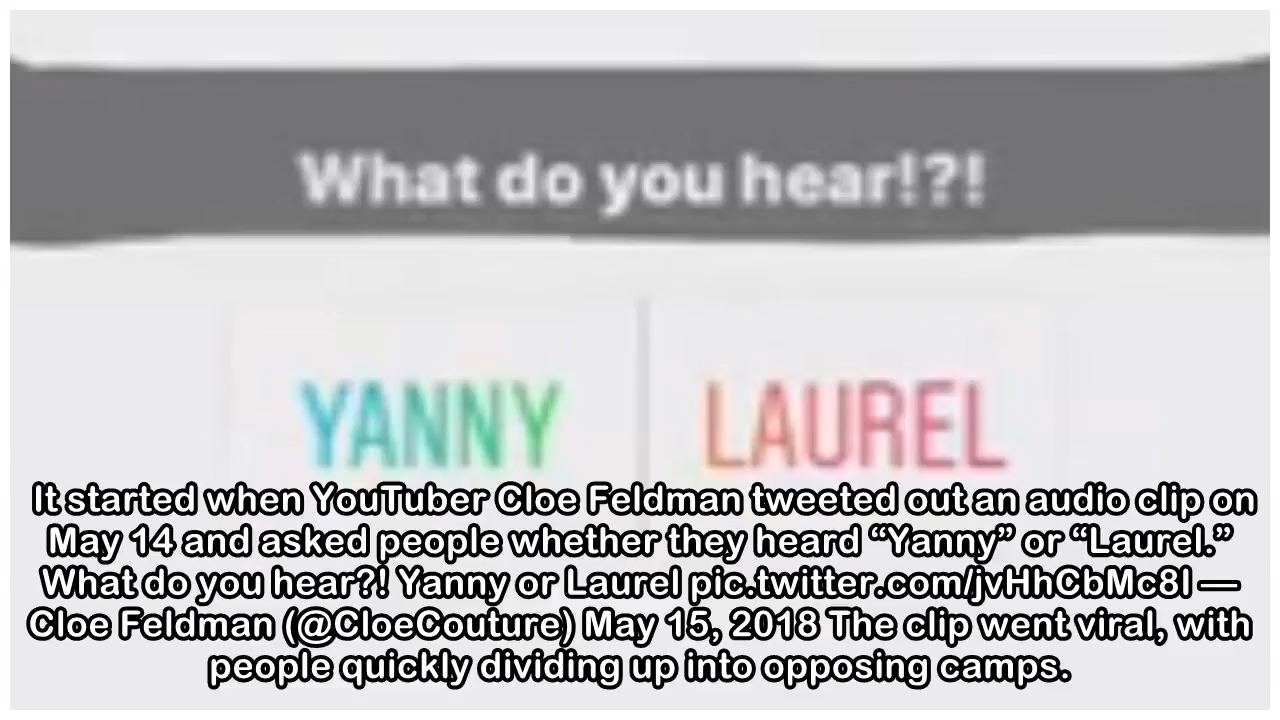 What do you hear!?!
YANNY LAUREL
It started when YouTuber Cloe Feldman tweeted out an audio clip on
May 14 and asked people whether they heard “Yanny” or “Laurel.”
What do you hear?! Yanny or Laurel pic.twitter.com/jvHhCbMc8I —
Cloe Feldman (@CloeCouture) May 15, 2018 The clip went viral, with
people quickly dividing up into opposing camps.